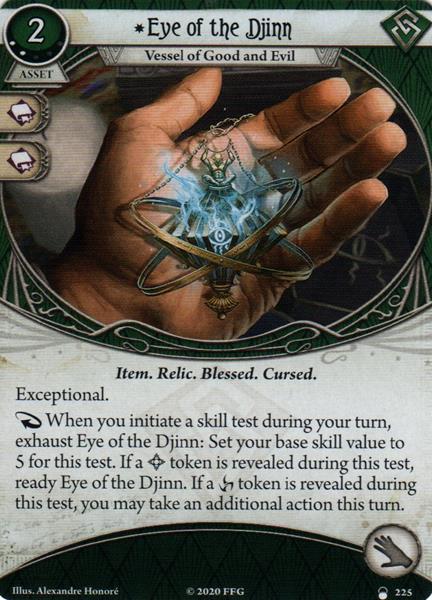 2
*Eye of the Djinn
ASSET
Vessel of Good and Evil
Item. Relic. Blessed. Cursed.
Exceptional.
When you initiate a skill test during your turn,
exhaust Eye of the Djinn: Set your base skill value to
5 for this test. If a token is revealed during this test,
ready Eye of the Djinn. If a token is revealed during
this test, you may take an additional action this turn.
Illus. Alexandre Honoré
© 2020 FFG
225